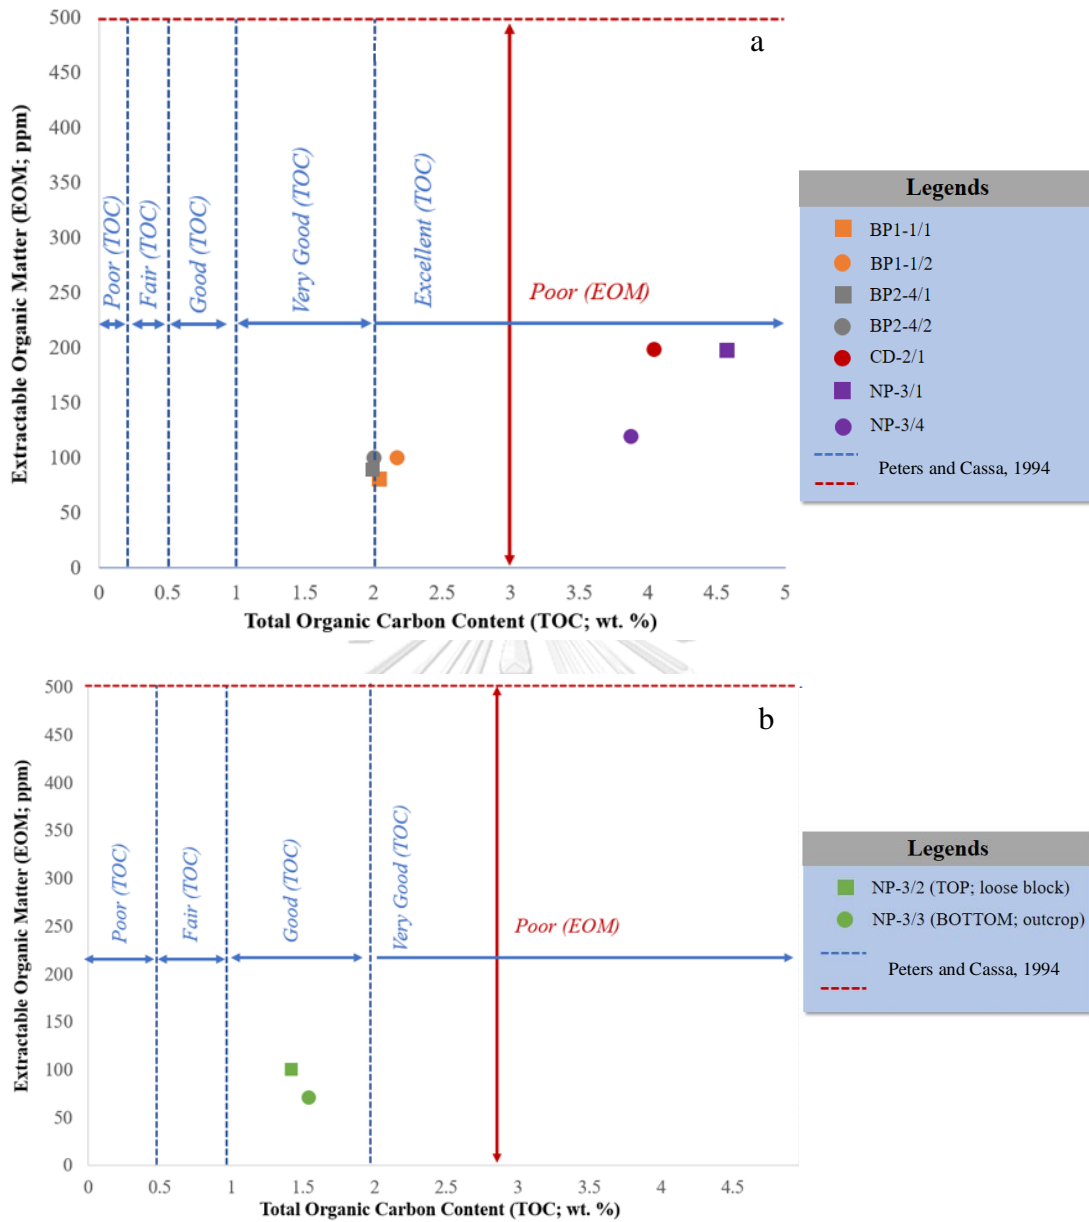 a
500
450
400
350
300
250
200
150
100
50
0
Extractable Organic Matter (EOM; ppm)
Poor (TOC)
Fair (TOC)
Good (TOC)
Very Good (TOC)
Excellent (TOC)
Poor (EOM)
0 0.5 1 1.5 2 2.5 3 3.5 4 4.5 5
Total Organic Carbon Content (TOC; wt. %)
Legends
BP1-1/1
BP1-1/2
BP2-4/1
BP2-4/2
CD-2/1
NP-3/1
NP-3/4
Peters and Cassa, 1994
b
500
450
400
350
300
250
200
150
100
50
0
Extractable Organic Matter (EOM; ppm)
Poor (TOC)
Fair (TOC)
Good (TOC)
Very Good (TOC)
Poor (EOM)
0 0.5 1 1.5 2 2.5 3 3.5 4 4.5
Total Organic Carbon Content (TOC; wt. %)
Legends
NP-3/2 (TOP; loose block)
NP-3/3 (BOTTOM; outcrop)
Peters and Cassa, 1994